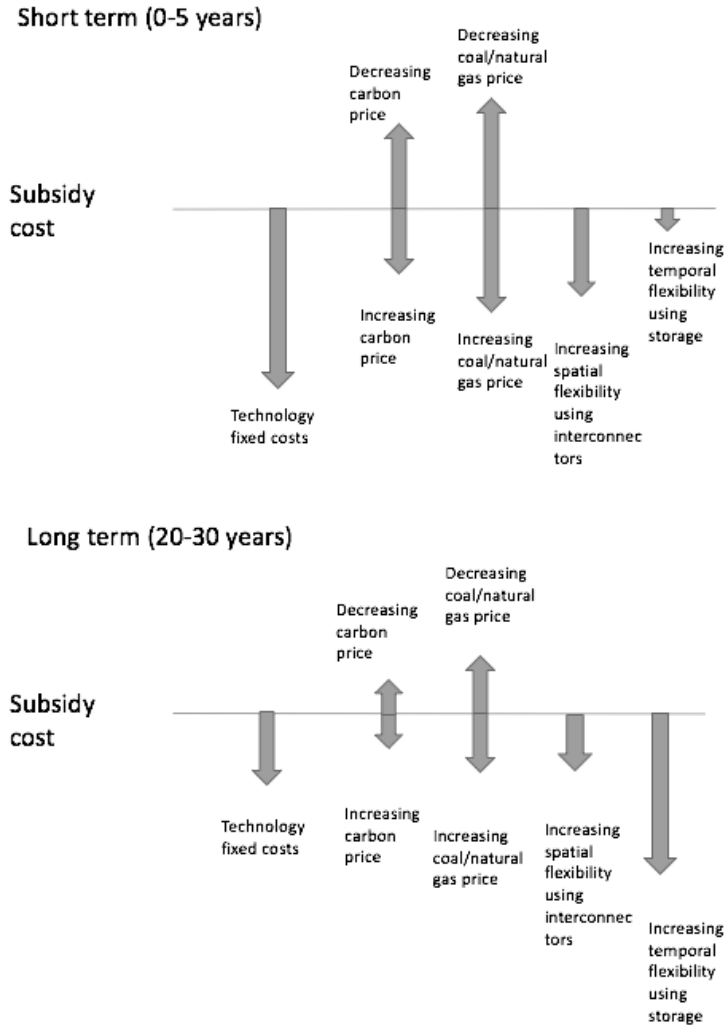 Short term (0-5 years)
Decreasing
carbon
price
Decreasing
coal/natural
gas price
Subsidy
cost
Technology
fixed costs
Increasing
carbon
price
Increasing
coal/natural
gas price
Increasing
spatial
flexibility
using
interconnec
tors
Increasing
temporal
flexibility
using
storage
Long term (20-30 years)
Decreasing
carbon
price
Decreasing
coal/natural
gas price
Subsidy
cost
Technology
fixed costs
Increasing
carbon
price
Increasing
coal/natural
gas price
Increasing
spatial
flexibility
using
interconnec
tors
Increasing
temporal
flexibility
using
storage